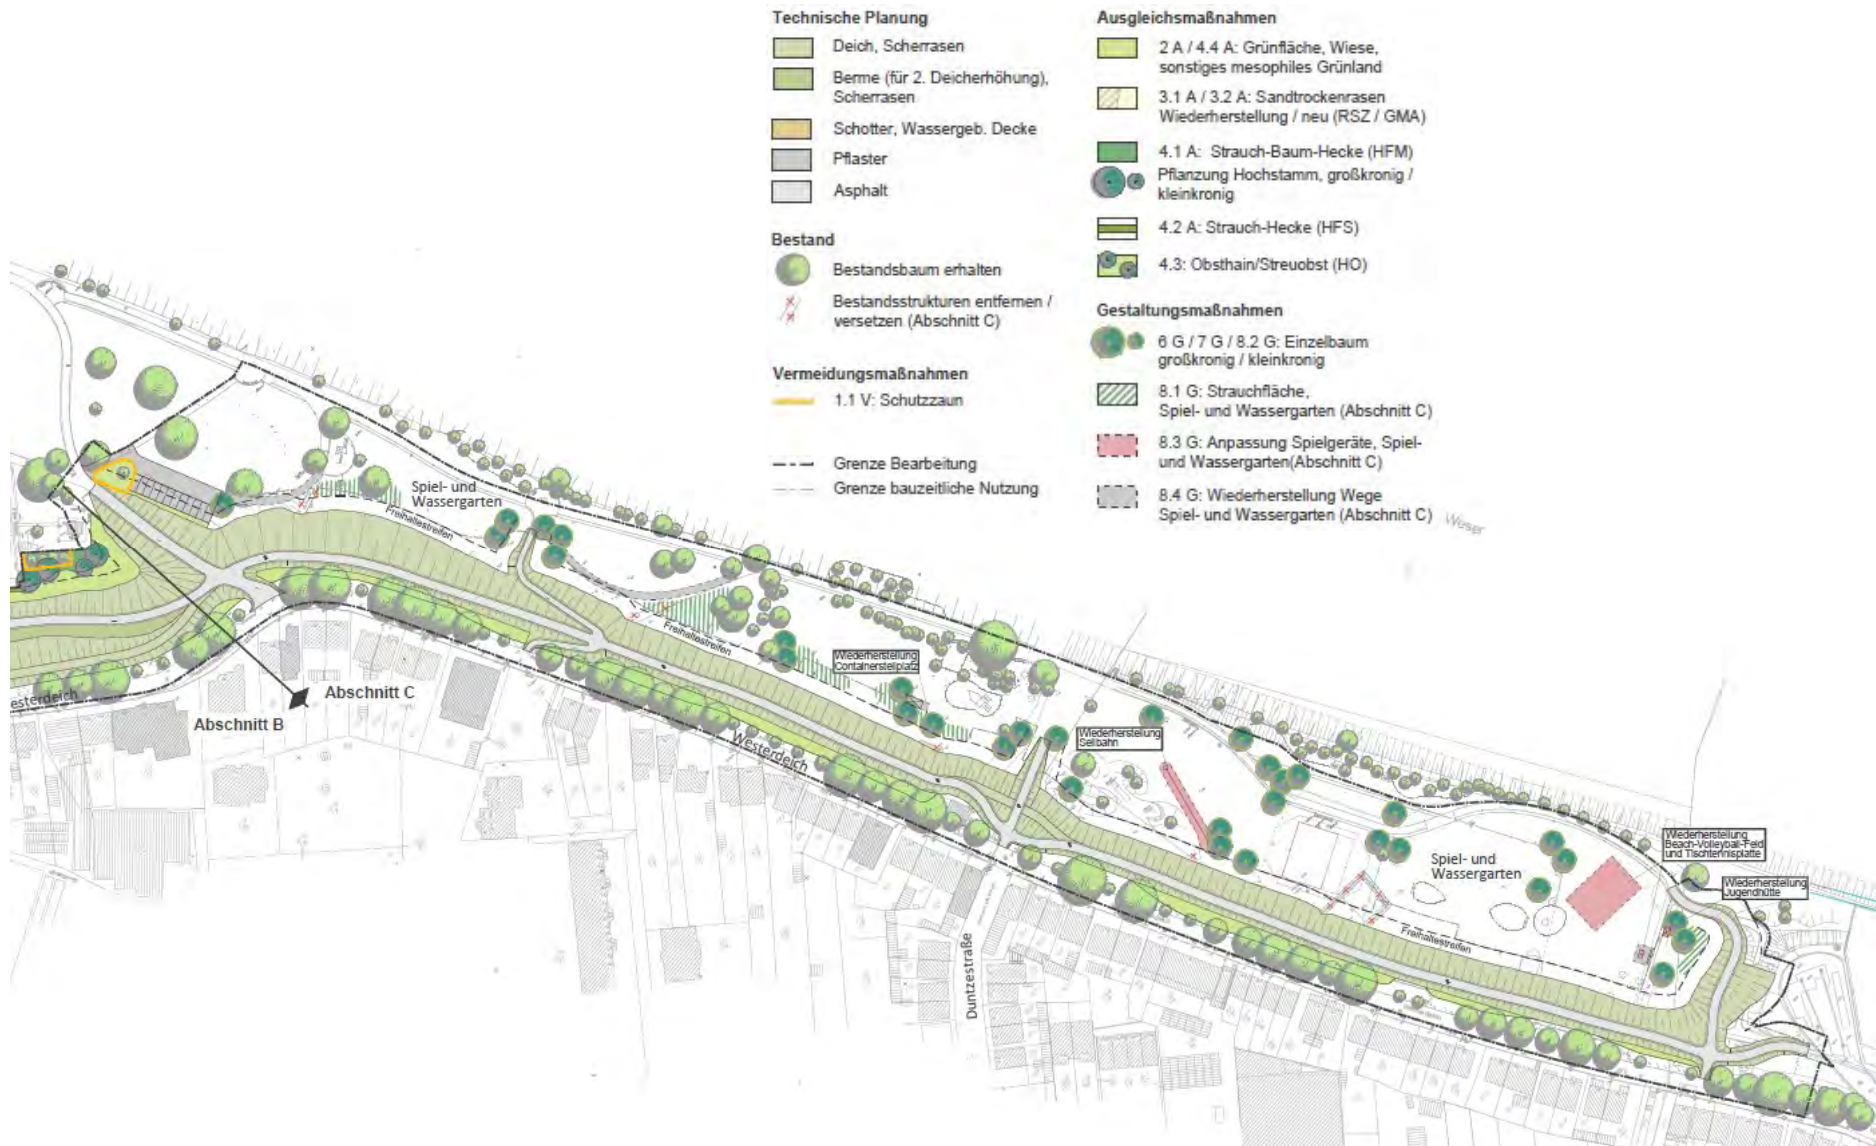 Technische Planung
Deich, Scherrasen
Berme (für 2. Deicherhöhung),
Scherrasen
Schotter, Wassergeb. Decke
Pflaster
Asphalt
Bestand
Bestandsbaum erhalten
Bestandsstrukturen entfernen /
versetzen (Abschnitt C)
Vermeidungsmaßnahmen
1.1 V: Schutzzaun
Grenze Bearbeitung
Grenze bauzeitliche Nutzung
Ausgleichsmaßnahmen
2 A / 4.4 A: Grünfläche, Wiese,
sonstiges mesophiles Grünland
3.1 A / 3.2 A: Sandtrockenrasen
Wiederherstellung / neu (RSZ / GMA)
4.1 A: Strauch-Baum-Hecke (HFM)
Pflanzung Hochstamm, großkronig /
kleinkronig
4.2 A: Strauch-Hecke (HFS)
4.3: Obsthain/Streuobst (HO)
Gestaltungsmaßnahmen
6 G / 7 G / 8.2 G: Einzelbaum
großkronig / kleinkronig
8.1 G: Strauchfläche,
Spiel- und Wassergarten (Abschnitt C)
8.3 G: Anpassung Spielgeräte, Spiel-
und Wassergarten(Abschnitt C)
8.4 G: Wiederherstellung Wege
Spiel- und Wassergarten (Abschnitt C)
Weser
Spiel- und
Wassergarten
Freihaltestreifen
Freihaltestreifen
Wiederherstellung
Containerstellplatz
Abschnitt C
Abschnitt B
esterdeich
Westerdeich
Wiederherstellung
Seilbahn
Spiel- und
Wassergarten
Wiederherstellung
Beach-Volleybal-Feld
und Tischtennisplatte
Wiederherstellung
Jugendhütte
Freihaltestreifen
Duntzestraße